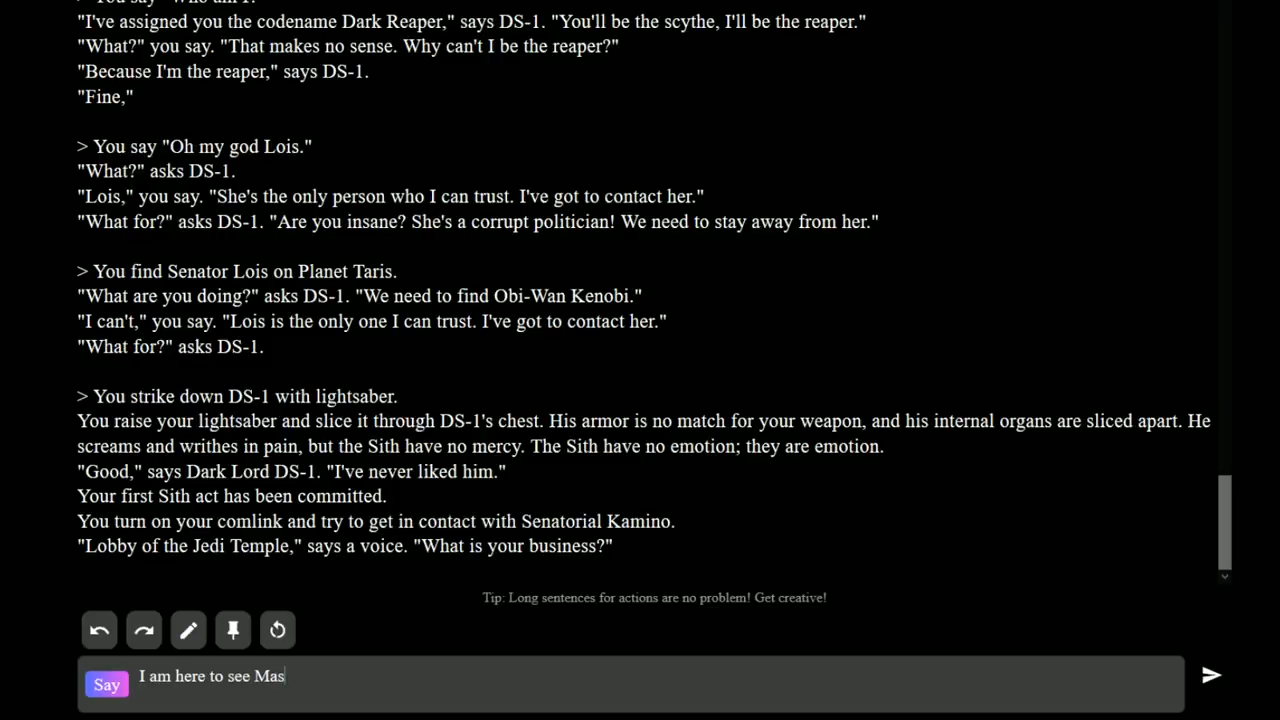 > You say "Who am I.
"I've assigned you the codename Dark Reaper," says DS-1. "You'll be the scythe, I'll be the reaper."
"What?" you say. "That makes no sense. Why can't I be the reaper?"
"Because I'm the reaper," says DS-1.
"Fine,"
> You say "Oh my god Lois."
"What?" asks DS-1.
"Lois," you say. "She's the only person who I can trust. I've got to contact her."
"What for?" asks DS-1. "Are you insane? She's a corrupt politician! We need to stay away from her."
> You find Senator Lois on Planet Taris.
"What are you doing?" asks DS-1. "We need to find Obi-Wan Kenobi."
"I can't," you say. "Lois is the only one I can trust. I've got to contact her."
"What for?" asks DS-1.
> You strike down DS-1 with lightsaber.
You raise your lightsaber and slice it through DS-1's chest. His armor is no match for your weapon, and his internal organs are sliced apart. He
screams and writhes in pain, but the Sith have no mercy. The Sith have no emotion; they are emotion.
"Good," says Dark Lord DS-1. "I've never liked him."
Your first Sith act has been committed.
You turn on your comlink and try to get in contact with Senatorial Kamino.
"Lobby of the Jedi Temple," says a voice. "What is your business?"
Tip: Long sentences for actions are no problem! Get creative!
Say I am here to see Mas